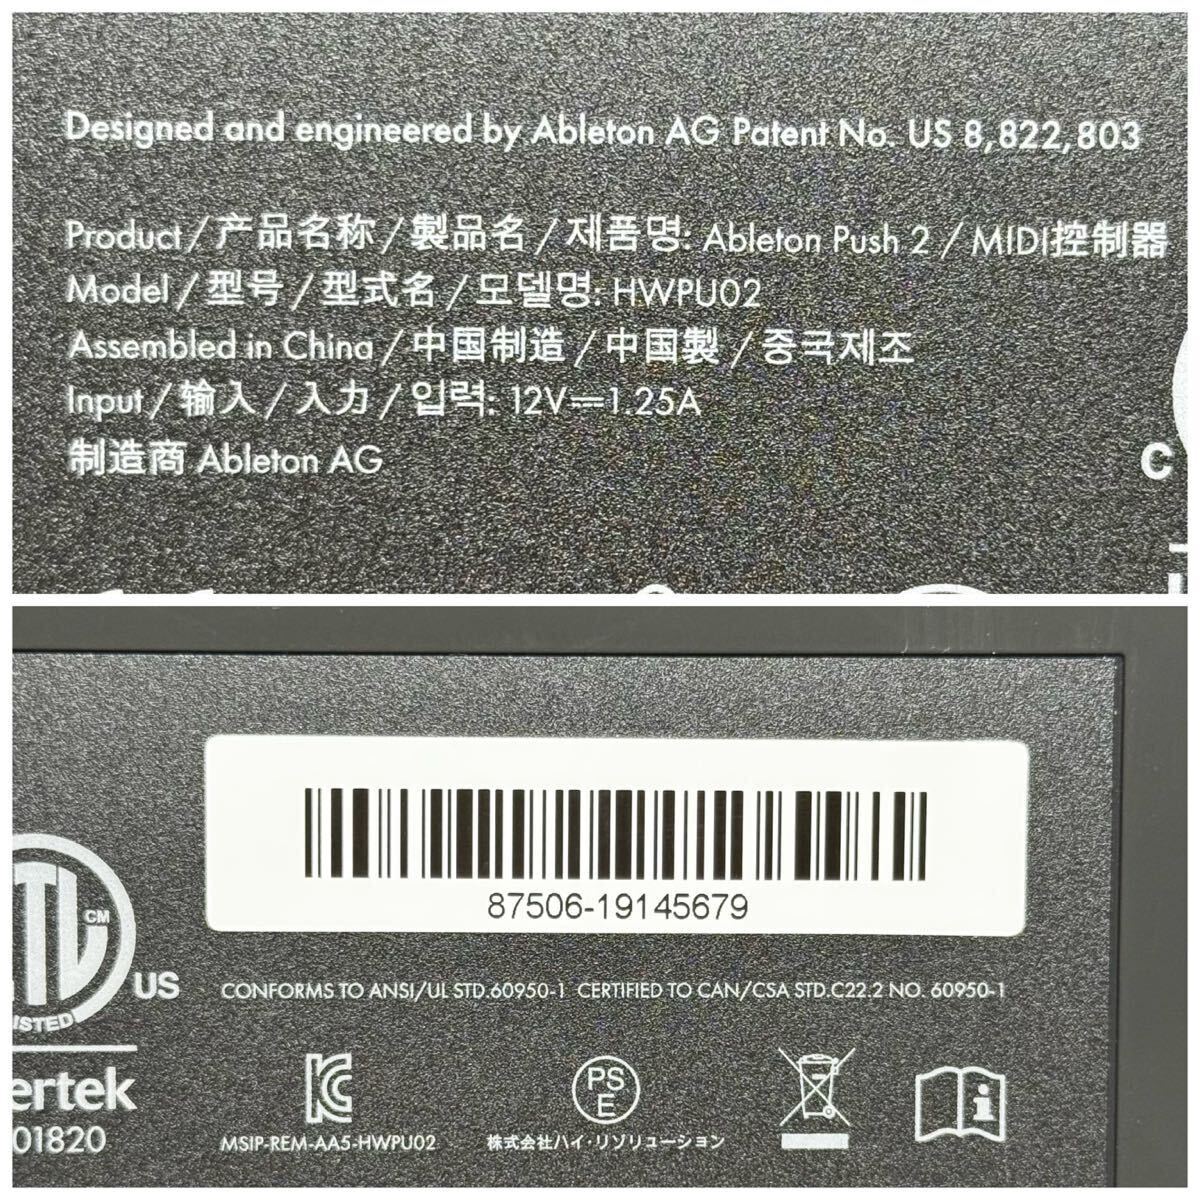 Designed and engineered by Ableton AG Patent No. US 8,822,803
Product / 产品名称 / 製品名 / 제품명: Ableton Push 2 / MIDI控制器
Model / 型号 / 型式名 / 모델명: HWPU02
Assembled in China / 中国制造 / 中国製 / 중국제조
Input / 输入 / 入力 / 입력: 12V⎓1.25A
制造商 Ableton AG
C
87506-19145679
CM
US
LISTED
CONFORMS TO ANSI/UL STD.60950-1 CERTIFIED TO CAN/CSA STD.C22.2 NO. 60950-1
ertek
01820
MSIP-REM-AA5-HWPU02
PS
E
株式会社ハイ・リゾリューション